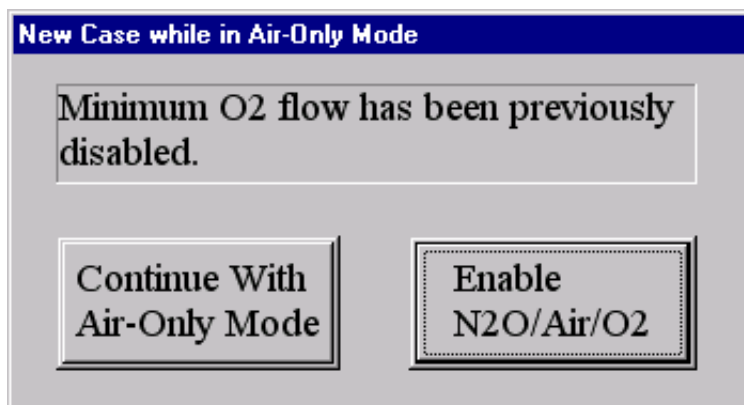 New Case while in Air-Only Mode
Minimum O2 flow has been previously
disabled.
Continue With
Air-Only Mode
Enable
N2O/Air/O2